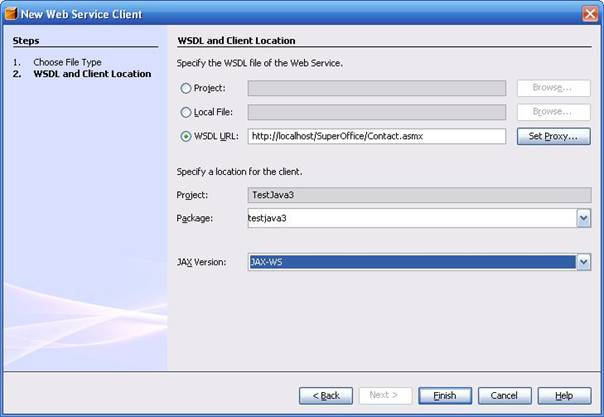 New Web Service Client
Steps
1. Choose File Type
2. WSDL and Client Location
WSDL and Client Location
Specify the WSDL file of the Web Service.
Project:
Browse...
Local File:
Browse...
WSDL URL: http://localhost/SuperOffice/Contact.asmx Set Proxy...
Specify a location for the client.
Project: TestJava3
Package: testjava3
JAX Version: JAX-WS
< Back Next > Finish Cancel Help